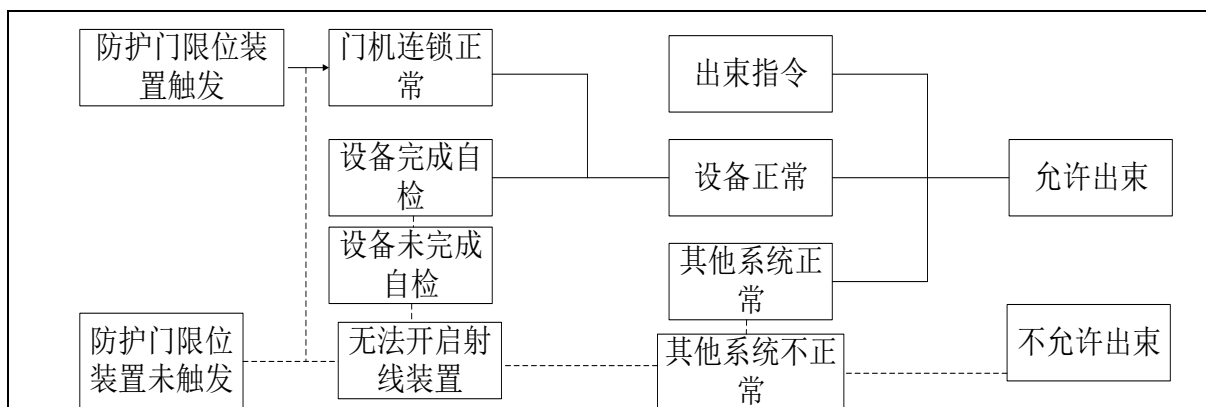 防护门限位装
置触发
门机连锁正
常
出束指令
设备完成自
检
设备正常
允许出束
设备未完成
自检
其他系统正
常
防护门限位
装置未触发
无法开启射
线装置
其他系统不正
常
不允许出束